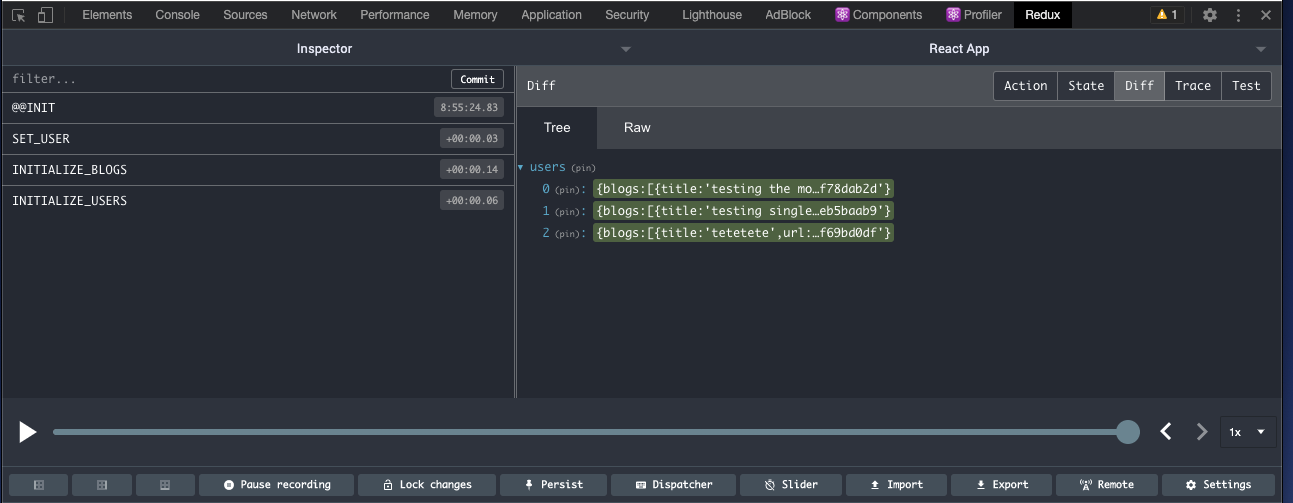 Elements Console Sources Network Performance Memory Application Security Lighthouse AdBlock Components Profiler Redux 1
Inspector React App
filter... Commit
Diff Action State Diff Trace Test
@@INIT 8:55:24.83
SET_USER +00:00.03
INITIALIZE_BLOGS +00:00.14
INITIALIZE_USERS +00:00.06
Tree Raw
users (pin)
0 (pin): {blogs:[{title:'testing the mo…f78dab2d'}
1 (pin): {blogs:[{title:'testing single…eb5baab9'}
2 (pin): {blogs:[{title:'tetetete',url:…f69bd0df'}
1x
Pause recording Lock changes Persist Dispatcher Slider Import Export Remote Settings